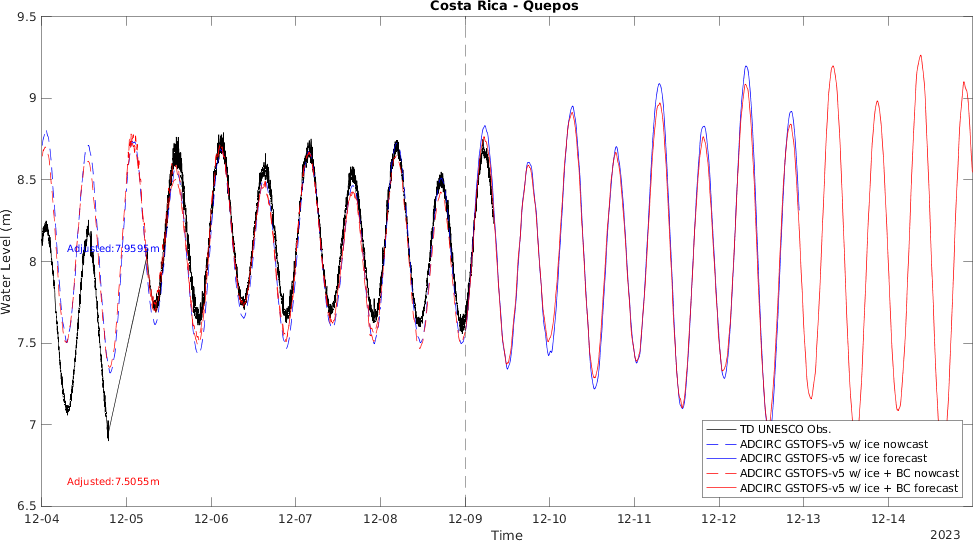 Costa Rica - Quepos
9.5
9
8.5
8
7.5
7
6.5
Water Level (m)
Adjusted:7.9595m
Adjusted:7.5055m
TD UNESCO Obs.
ADCIRC GSTOFS-v5 w/ ice nowcast
ADCIRC GSTOFS-v5 w/ ice forecast
ADCIRC GSTOFS-v5 w/ ice + BC nowcast
ADCIRC GSTOFS-v5 w/ ice + BC forecast
12-04 12-05 12-06 12-07 12-08 12-09 12-10 12-11 12-12 12-13 12-14
Time
2023